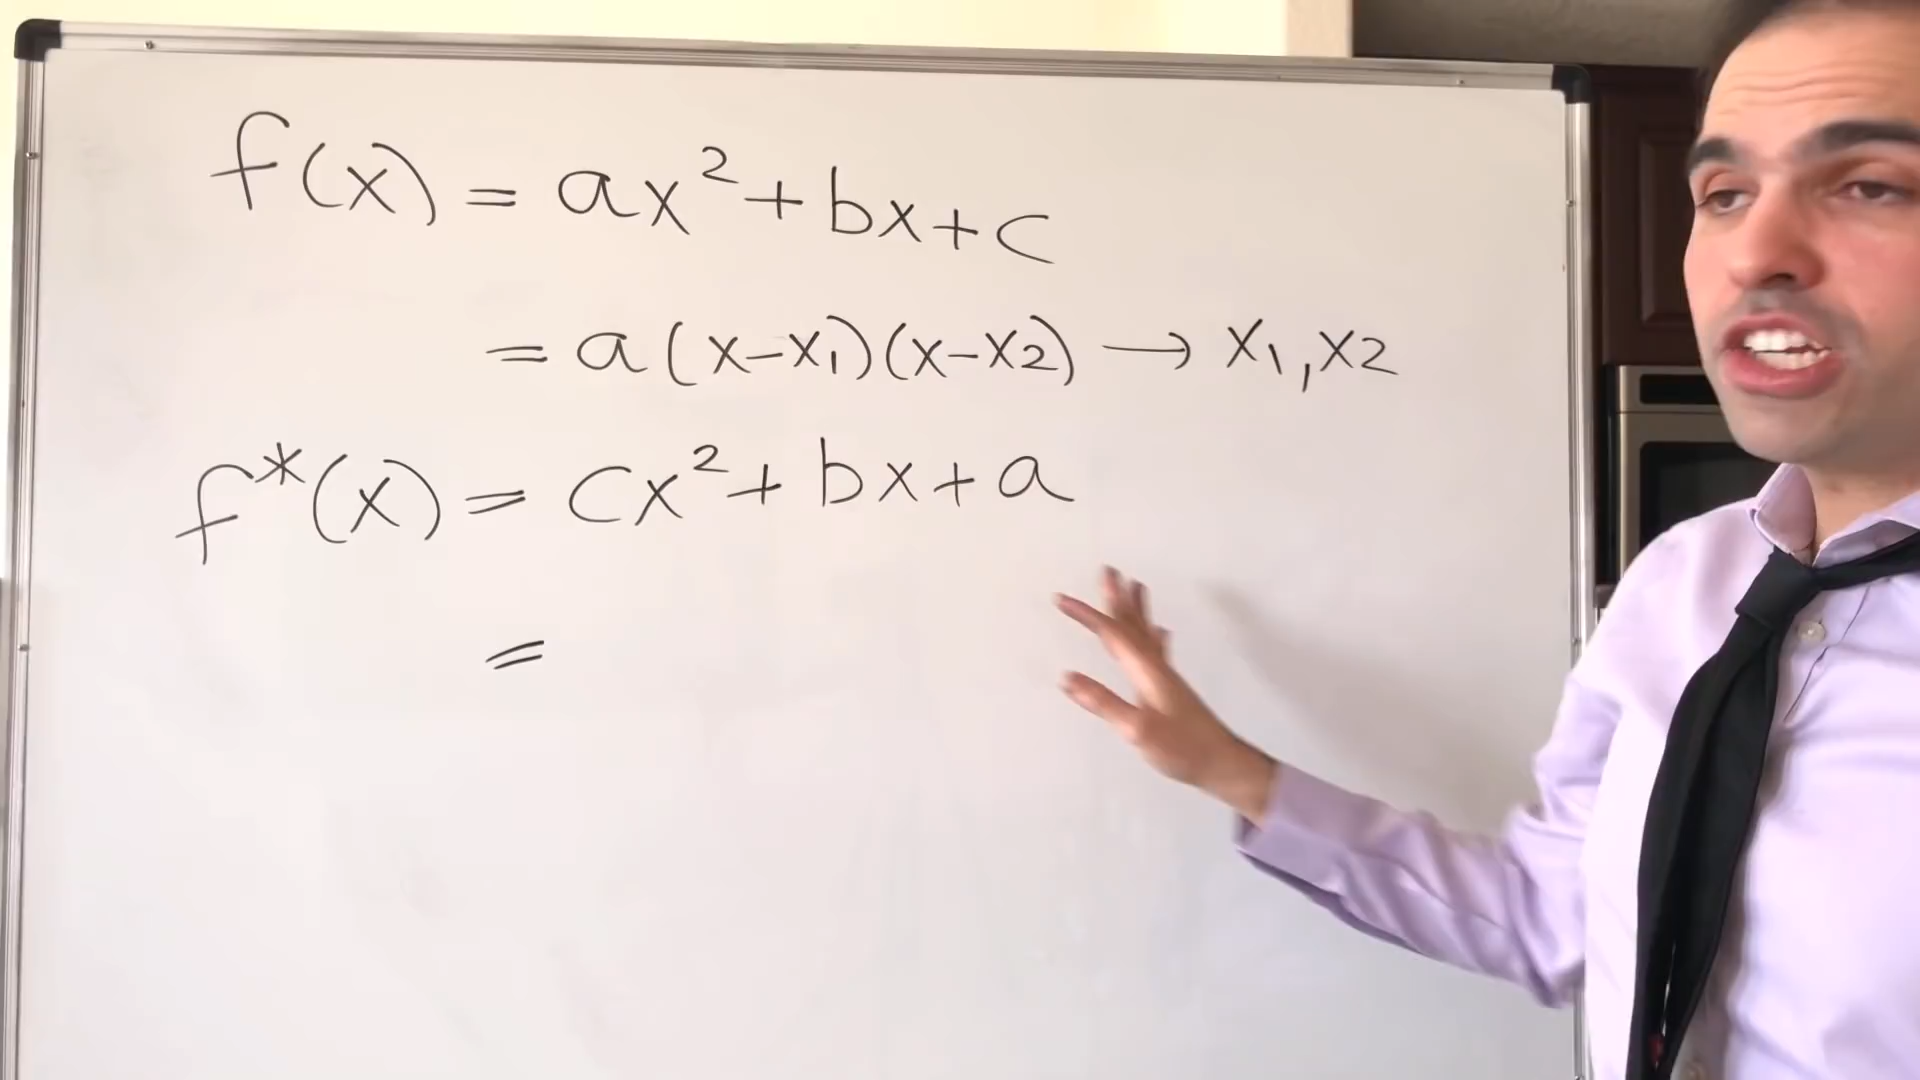 f(x) = ax² + bx + c
= a(x-x₁)(x-x₂) → x₁, x₂
f*(x) = cx² + bx + a
=